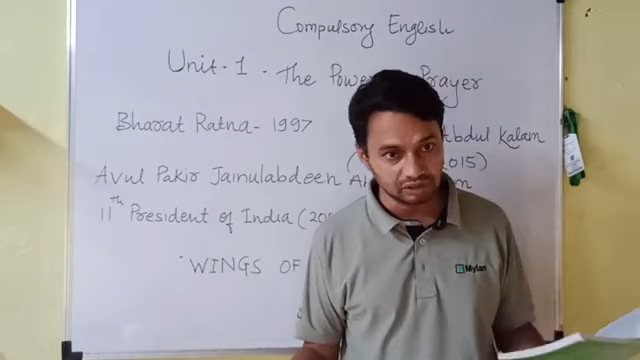 Compulsory English
Unit-1 - The Power Prayer
Bharat Ratna - 1997 Abdul Kalam
Avul Pakir Jainulabdeen 2015)
11th President of India (20
WINGS OF
Mylan